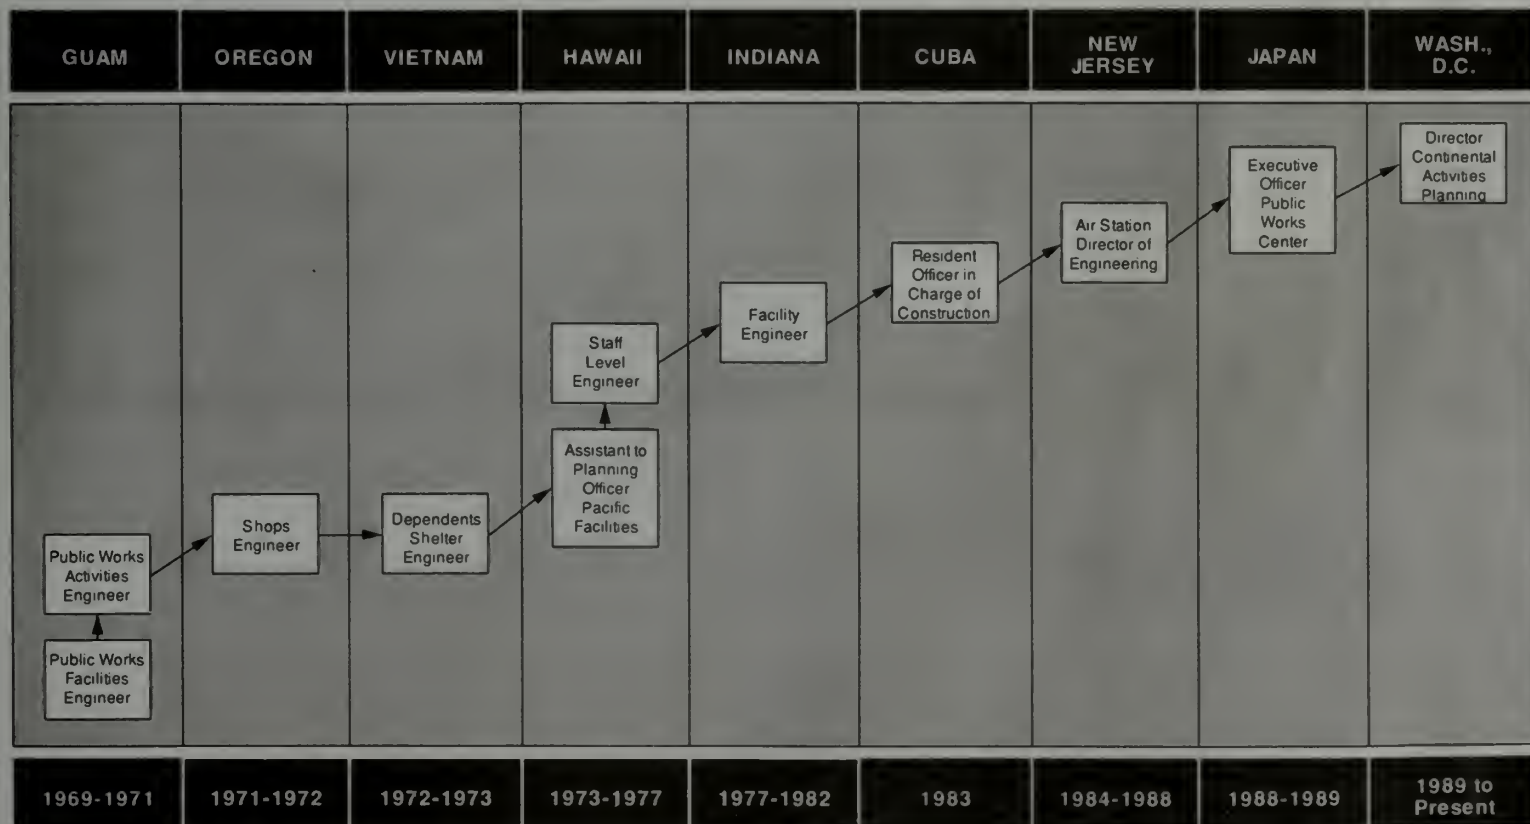 GUAM
OREGON
VIETNAM
HAWAII
INDIANA
CUBA
NEW
JERSEY
JAPAN
WASH.,
D.C.
Public Works
Activities
Engineer
Public Works
Facilities
Engineer
Shops
Engineer
Dependents
Shelter
Engineer
Staff
Level
Engineer
Assistant to
Planning
Officer
Pacific
Facilities
Facility
Engineer
Resident
Officer in
Charge of
Construction
Air Station
Director of
Engineering
Executive
Officer
Public
Works
Center
Director
Continental
Activities
Planning
1969-1971
1971-1972
1972-1973
1973-1977
1977-1982
1983
1984-1988
1988-1989
1989 to
Present